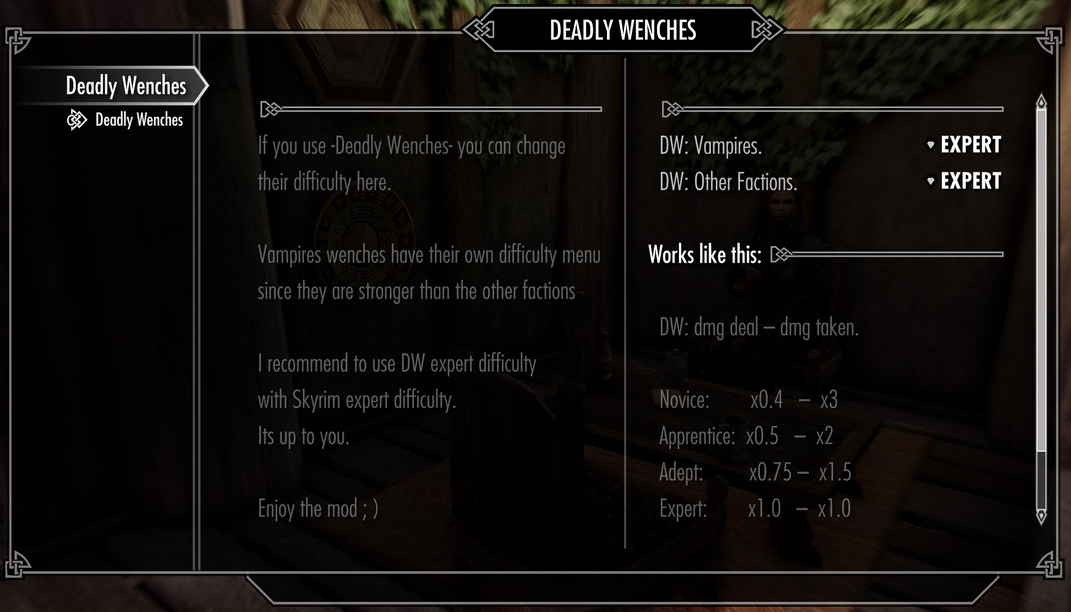 DEADLY WENCHES
Deadly Wenches
Deadly Wenches
If you use -Deadly Wenches- you can change
their difficulty here.
Vampires wenches have their own difficulty menu
since they are stronger than the other factions
I recommend to use DW expert difficulty
with Skyrim expert difficulty.
Its up to you.
Enjoy the mod ; )
DW: Vampires. EXPERT
DW: Other Factions. EXPERT
Works like this:
DW: dmg deal – dmg taken.
Novice: x0.4 – x3
Apprentice: x0.5 – x2
Adept: x0.75 – x1.5
Expert: x1.0 – x1.0